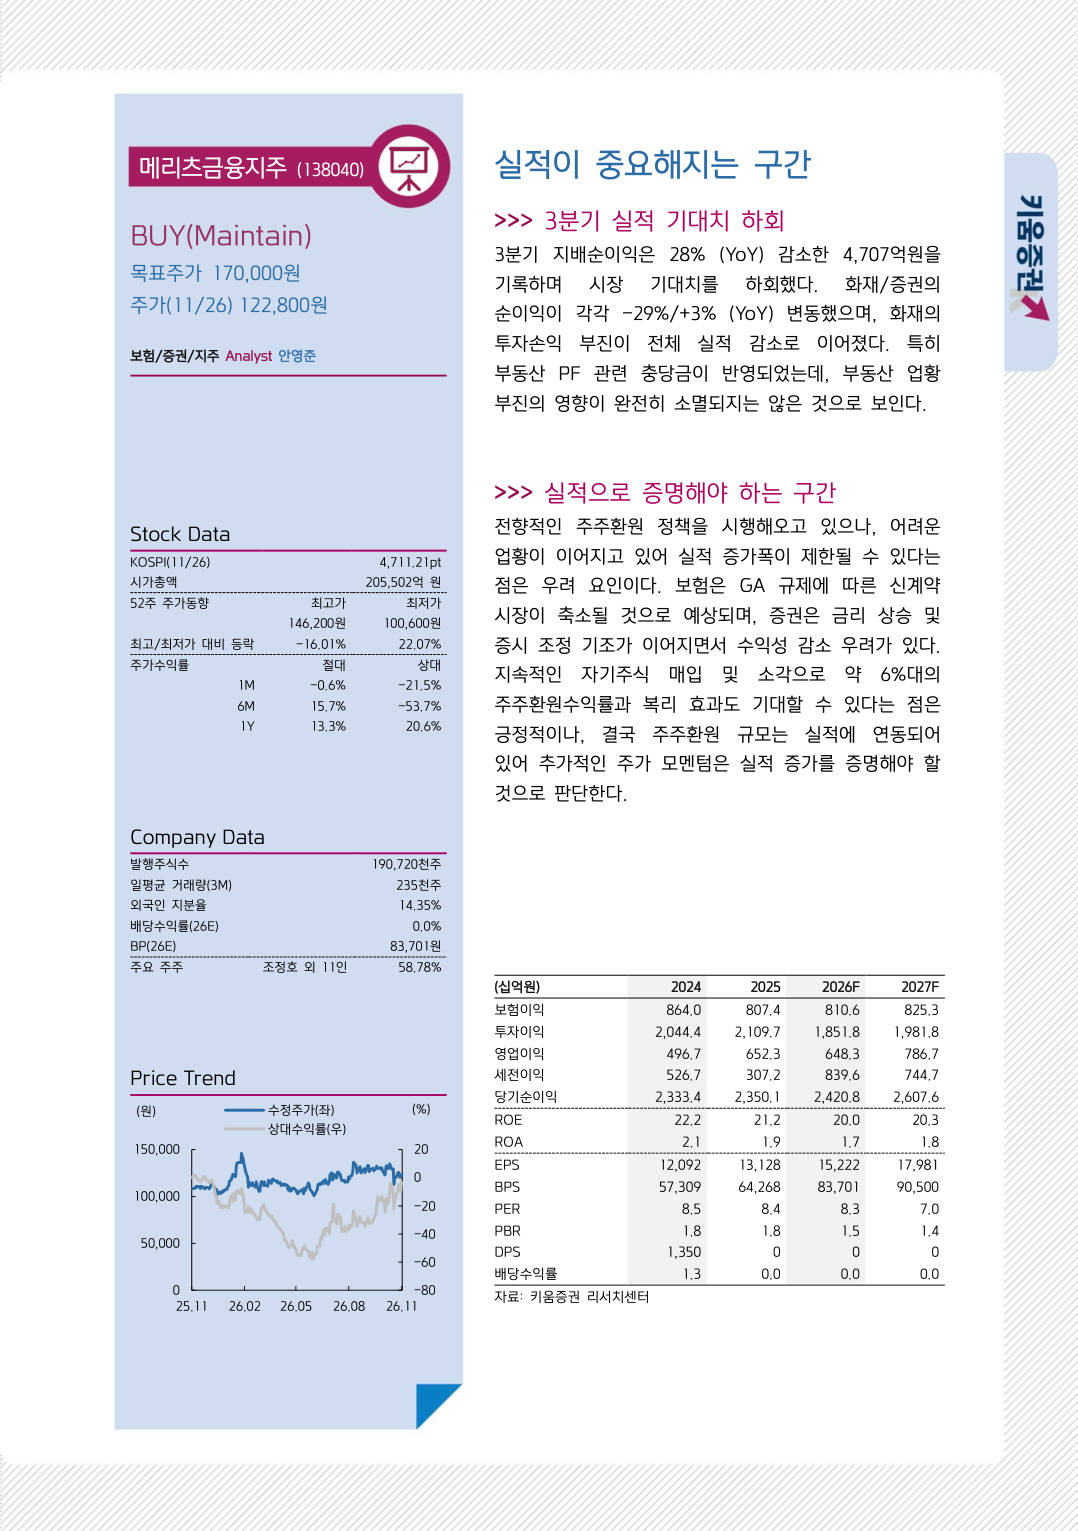 메리츠금융지주 (138040)
BUY(Maintain)
목표주가 170,000원
주가(11/26) 122,800원
보험/증권/지주 Analyst 안영준
Stock Data
KOSPI(11/26) 4,711.21pt
시가총액 205,502억 원
52주 주가동향 최고가 최저가
146,200원 100,600원
최고/최저가 대비 등락 -16.01% 22.07%
주가수익률 절대 상대
1M -0.6% -21.5%
6M 15.7% -53.7%
1Y 13.3% 20.6%
Company Data
발행주식수 190,720천주
일평균 거래량(3M) 235천주
외국인 지분율 14.35%
배당수익률(26E) 0.0%
BP(26E) 83,701원
주요 주주 조정호 외 11인 58.78%
Price Trend
(원) 수정주가(좌) (%)
상대수익률(우)
150,000 20
0
100,000 -20
50,000 -40
-60
0 -80
25.11 26.02 26.05 26.08 26.11
실적이 중요해지는 구간
>>> 3분기 실적 기대치 하회
3분기 지배순이익은 28% (YoY) 감소한 4,707억원을
기록하며 시장 기대치를 하회했다. 화재/증권의
순이익이 각각 -29%/+3% (YoY) 변동했으며, 화재의
투자손익 부진이 전체 실적 감소로 이어졌다. 특히
부동산 PF 관련 충당금이 반영되었는데, 부동산 업황
부진의 영향이 완전히 소멸되지는 않은 것으로 보인다.
>>> 실적으로 증명해야 하는 구간
전향적인 주주환원 정책을 시행해오고 있으나, 어려운
업황이 이어지고 있어 실적 증가폭이 제한될 수 있다는
점은 우려 요인이다. 보험은 GA 규제에 따른 신계약
시장이 축소될 것으로 예상되며, 증권은 금리 상승 및
증시 조정 기조가 이어지면서 수익성 감소 우려가 있다.
지속적인 자기주식 매입 및 소각으로 약 6%대의
주주환원수익률과 복리 효과도 기대할 수 있다는 점은
긍정적이나, 결국 주주환원 규모는 실적에 연동되어
있어 추가적인 주가 모멘텀은 실적 증가를 증명해야 할
것으로 판단한다.
(십억원) 2024 2025 2026F 2027F
보험이익 864.0 807.4 810.6 825.3
투자이익 2,044.4 2,109.7 1,851.8 1,981.8
영업이익 496.7 652.3 648.3 786.7
세전이익 526.7 307.2 839.6 744.7
당기순이익 2,333.4 2,350.1 2,420.8 2,607.6
ROE 22.2 21.2 20.0 20.3
ROA 2.1 1.9 1.7 1.8
EPS 12,092 13,128 15,222 17,981
BPS 57,309 64,268 83,701 90,500
PER 8.5 8.4 8.3 7.0
PBR 1.8 1.8 1.5 1.4
DPS 1,350 0 0 0
배당수익률 1.3 0.0 0.0 0.0
자료: 키움증권 리서치센터
키움증권